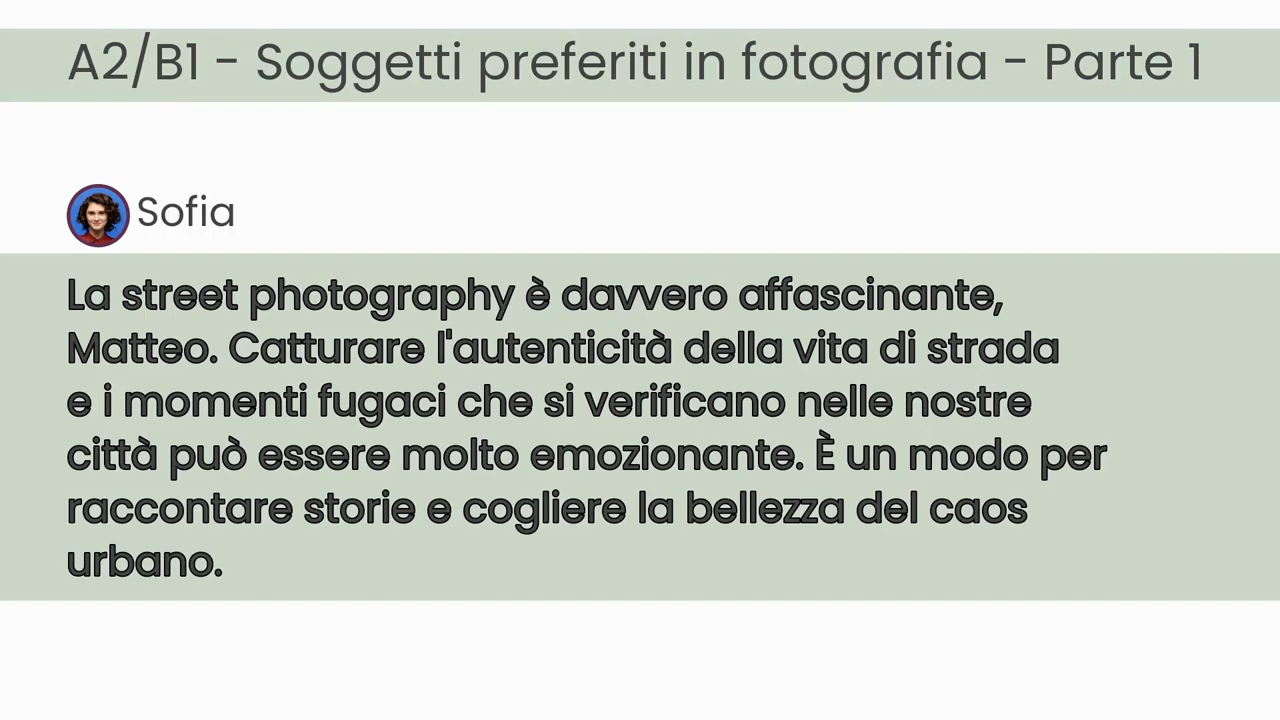 A2/B1 - Soggetti preferiti in fotografia - Parte 1
Sofia
La street photography è davvero affascinante,
Matteo. Catturare l'autenticità della vita di strada
e i momenti fugaci che si verificano nelle nostre
città può essere molto emozionante. È un modo per
raccontare storie e cogliere la bellezza del caos
urbano.